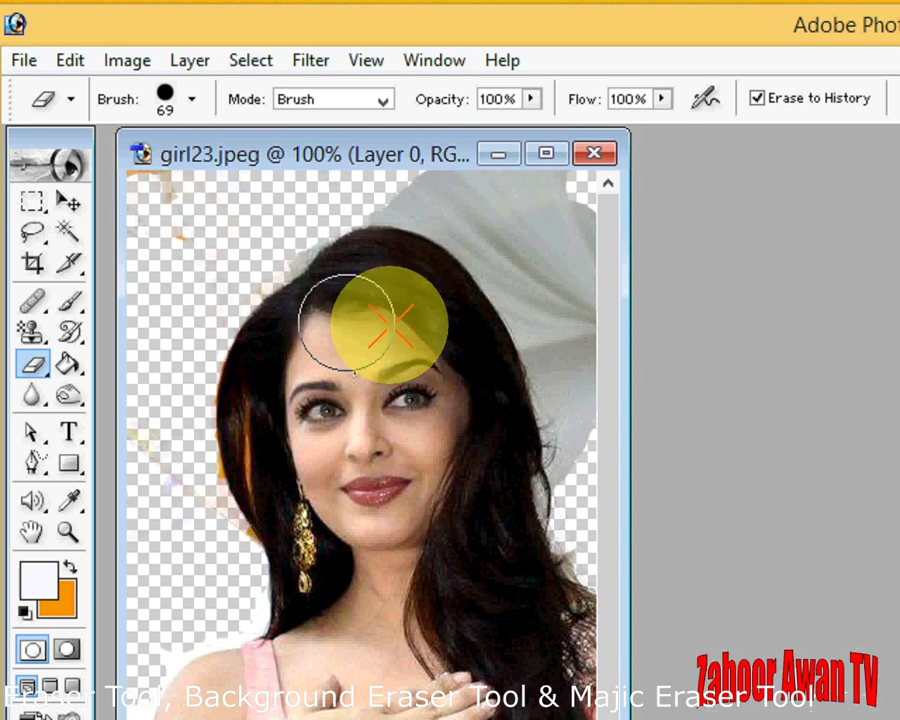 Adobe Phot
File Edit Image Layer Select Filter View Window Help
Brush: 69 Mode: Brush Opacity: 100% Flow: 100% Erase to History
girl23.jpeg @ 100% (Layer 0, RG...
T
Zahoor Awan TV
Eraser Tool, Background Eraser Tool & Majic Eraser Tool